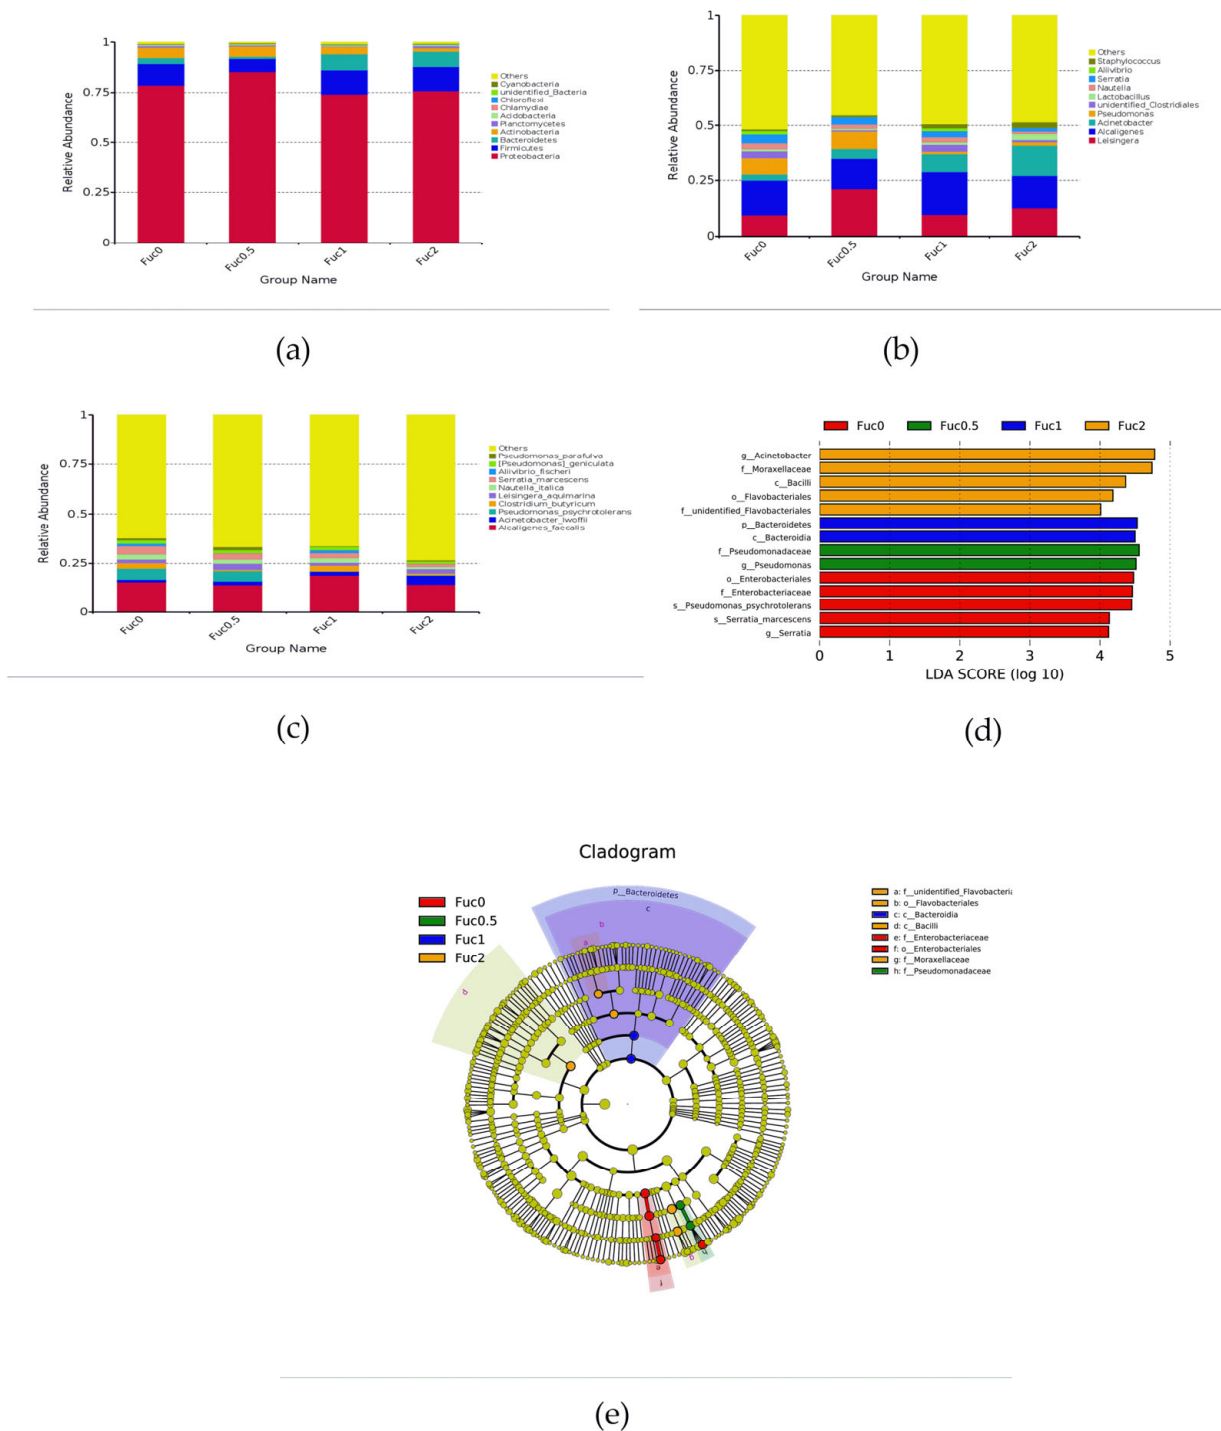 1
0.75
0.5
0.25
0
Relative Abundance
Fuc0
Fuc0.5
Fuc1
Fuc2
Group Name
Others
Cyanobacteria
unidentified_Bacteria
Chloroflexi
Chlamydiae
Acidobacteria
Planctomycetes
Actinobacteria
Bacteroidetes
Firmicutes
Proteobacteria
(a)
1
0.75
0.5
0.25
0
Relative Abundance
Fuc0
Fuc0.5
Fuc1
Fuc2
Group Name
Others
Staphylococcus
Aliivibrio
Serratia
Nautella
Lactobacillus
unidentified_Clostridiales
Pseudomonas
Acinetobacter
Alcaligenes
Leisingera
(b)
1
0.75
0.5
0.25
0
Relative Abundance
Fuc0
Fuc0.5
Fuc1
Fuc2
Group Name
Others
Pseudomonas_parafulva
[Pseudomonas]_geniculata
Aliivibrio_fischeri
Serratia_marcescens
Nautella_italica
Leisingera_aquimarina
Clostridium_butyricum
Pseudomonas_psychrotolerans
Acinetobacter_lwoffii
Alcaligenes_faecalis
(c)
Fuc0 Fuc0.5 Fuc1 Fuc2
g__Acinetobacter
f__Moraxellaceae
c__Bacilli
o__Flavobacteriales
f__unidentified_Flavobacteriales
p__Bacteroidetes
c__Bacteroidia
f__Pseudomonadaceae
g__Pseudomonas
o__Enterobacteriales
f__Enterobacteriaceae
s__Pseudomonas_psychrotolerans
s__Serratia_marcescens
g__Serratia
0 1 2 3 4 5
LDA SCORE (log 10)
(d)
Cladogram
Fuc0
Fuc0.5
Fuc1
Fuc2
p__Bacteroidetes
c
b
a
d
e
f
g
h
a: f__unidentified_Flavobacteria
b: o__Flavobacteriales
c: c__Bacteroidia
d: c__Bacilli
e: f__Enterobacteriaceae
f: o__Enterobacteriales
g: f__Moraxellaceae
h: f__Pseudomonadaceae
(e)